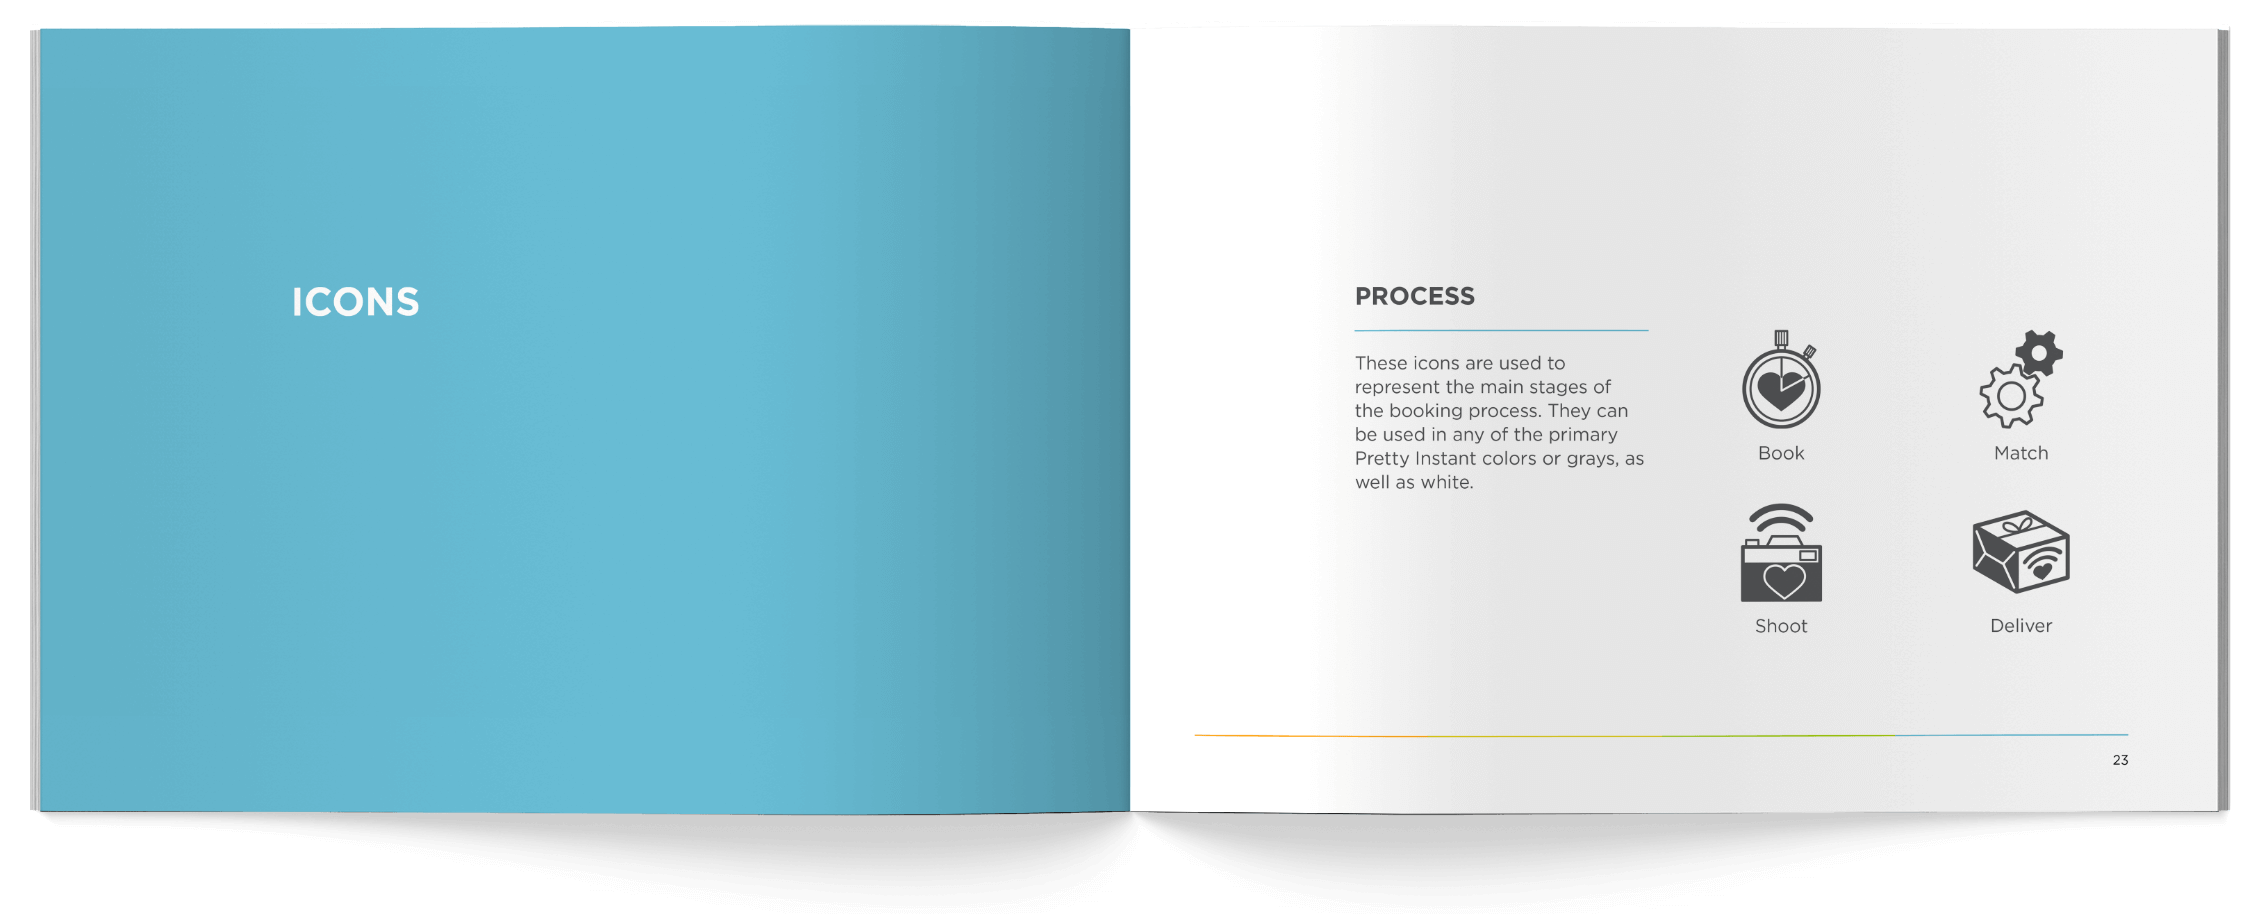 ICONS
PROCESS
These icons are used to
represent the main stages of
the booking process. They can
be used in any of the primary
Pretty Instant colors or grays, as
well as white.
Book
Match
Shoot
Deliver
23